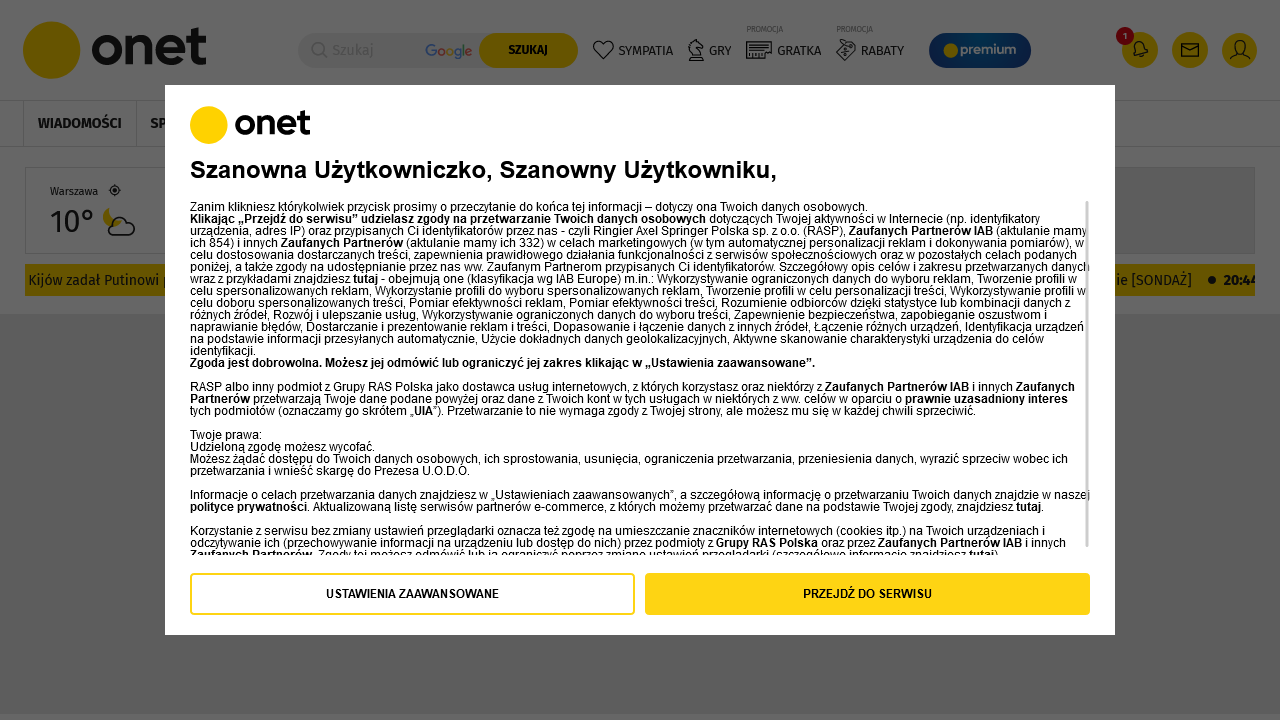 onet
Szukaj
Google
SZUKAJ
SYMPATIA
GRY
PROMOCJA
GRATKA
PROMOCJA
RABATY
premium
1
WIADOMOŚCI
SP
Warszawa
10°
Kijów zadał Putinowi
ie [SONDAŻ]
20:44
onet
Szanowna Użytkowniczko, Szanowny Użytkowniku,
Zanim klikniesz którykolwiek przycisk prosimy o przeczytanie do końca tej informacji – dotyczy ona Twoich danych osobowych.
Klikając „Przejdź do serwisu” udzielasz zgody na przetwarzanie Twoich danych osobowych dotyczących Twojej aktywności w Internecie (np. identyfikatory
urządzenia, adres IP) oraz przypisanych Ci identyfikatorów przez nas - czyli Ringier Axel Springer Polska sp. z o.o. (RASP), Zaufanych Partnerów IAB (aktulanie mamy
ich 854) i innych Zaufanych Partnerów (aktulanie mamy ich 332) w celach marketingowych (w tym automatycznej personalizacji reklam i dokonywania pomiarów), w
celu dostosowania dostarczanych treści, zapewnienia prawidłowego działania funkcjonalności z serwisów społecznościowych oraz w pozostałych celach podanych
poniżej, a także zgody na udostępnianie przez nas ww. Zaufanym Partnerom przypisanych Ci identyfikatorów. Szczegółowy opis celów i zakresu przetwarzanych danych
wraz z przykładami znajdziesz tutaj - obejmują one (klasyfikacja wg IAB Europe) m.in.: Wykorzystywanie ograniczonych danych do wyboru reklam, Tworzenie profili w
celu spersonalizowanych reklam, Wykorzystanie profili do wyboru spersonalizowanych reklam, Tworzenie profili w celu personalizacji treści, Wykorzystywanie profili w
celu doboru spersonalizowanych treści, Pomiar efektywności reklam, Pomiar efektywności treści, Rozumienie odbiorców dzięki statystyce lub kombinacji danych z
różnych źródeł, Rozwój i ulepszanie usług, Wykorzystywanie ograniczonych danych do wyboru treści, Zapewnienie bezpieczeństwa, zapobieganie oszustwom i
naprawianie błędów, Dostarczanie i prezentowanie reklam i treści, Dopasowanie i łączenie danych z innych źródeł, Łączenie różnych urządzeń, Identyfikacja urządzeń
na podstawie informacji przesyłanych automatycznie, Użycie dokładnych danych geolokalizacyjnych, Aktywne skanowanie charakterystyki urządzenia do celów
identyfikacji.
Zgoda jest dobrowolna. Możesz jej odmówić lub ograniczyć jej zakres klikając w „Ustawienia zaawansowane”.
RASP albo inny podmiot z Grupy RAS Polska jako dostawca usług internetowych, z których korzystasz oraz niektórzy z Zaufanych Partnerów IAB i innych Zaufanych
Partnerów przetwarzają Twoje dane podane powyżej oraz dane z Twoich kont w tych usługach w niektórych z ww. celów w oparciu o prawnie uzasadniony interes
tych podmiotów (oznaczamy go skrótem „UIA”). Przetwarzanie to nie wymaga zgody z Twojej strony, ale możesz mu się w każdej chwili sprzeciwić.
Twoje prawa:
Udzieloną zgodę możesz wycofać.
Możesz żądać dostępu do Twoich danych osobowych, ich sprostowania, usunięcia, ograniczenia przetwarzania, przeniesienia danych, wyrazić sprzeciw wobec ich
przetwarzania i wnieść skargę do Prezesa U.O.D.O.
Informacje o celach przetwarzania danych znajdziesz w „Ustawieniach zaawansowanych”, a szczegółową informację o przetwarzaniu Twoich danych znajdzie w naszej
polityce prywatności. Aktualizowaną listę serwisów partnerów e-commerce, z których możemy przetwarzać dane na podstawie Twojej zgody, znajdziesz tutaj.
Korzystanie z serwisu bez zmiany ustawień przeglądarki oznacza też zgodę na umieszczanie znaczników internetowych (cookies itp.) na Twoich urządzeniach i
odczytywanie ich (przechowywanie informacji na urządzeniu lub dostęp do nich) przez podmioty z Grupy RAS Polska oraz przez Zaufanych Partnerów IAB i innych
Zaufanych Partnerów. Zgody tej możesz odmówić lub ją ograniczyć poprzez zmianę ustawień przeglądarki (szczegółowe informacje znajdziesz tutaj).
USTAWIENIA ZAAWANSOWANE
PRZEJDŹ DO SERWISU